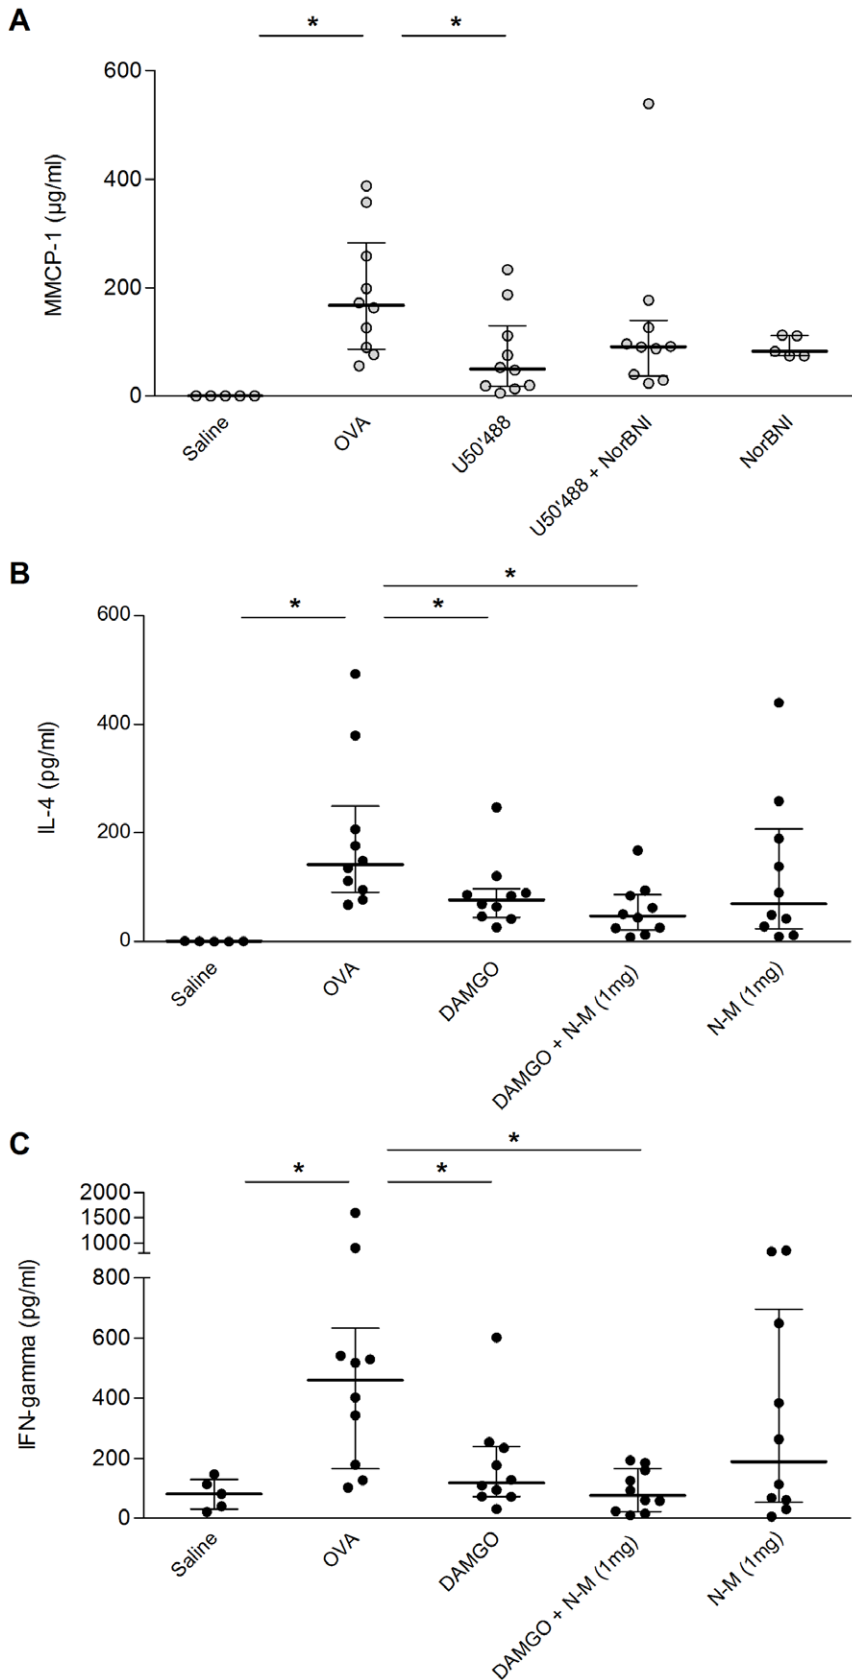 A
* *
600
400
200
0
MMCP-1 (µg/ml)
Saline
OVA
U50'488
U50'488 + NorBNI
NorBNI
B
*
* *
600
400
200
0
IL-4 (pg/ml)
Saline
OVA
DAMGO
DAMGO + N-M (1mg)
N-M (1mg)
C
*
* *
2000
1500
1000
800
600
400
200
0
IFN-gamma (pg/ml)
Saline
OVA
DAMGO
DAMGO + N-M (1mg)
N-M (1mg)